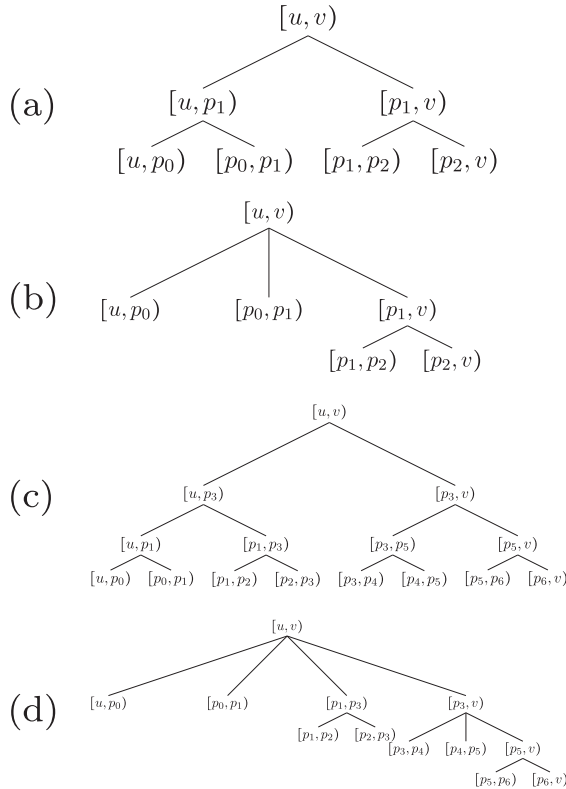 [u, v)
(a) [u, p₁) [p₁, v)
[u, p₀) [p₀, p₁) [p₁, p₂) [p₂, v)
[u, v)
(b) [u, p₀) [p₀, p₁) [p₁, v)
[p₁, p₂) [p₂, v)
[u, v)
(c) [u, p₃) [p₃, v)
[u, p₁) [p₁, p₃) [p₃, p₅) [p₅, v)
[u, p₀) [p₀, p₁) [p₁, p₂) [p₂, p₃) [p₃, p₄) [p₄, p₅) [p₅, p₆) [p₆, v)
[u, v)
(d) [u, p₀) [p₀, p₁) [p₁, p₃) [p₃, v)
[p₁, p₂) [p₂, p₃) [p₃, p₄) [p₄, p₅) [p₅, v)
[p₅, p₆) [p₆, v)